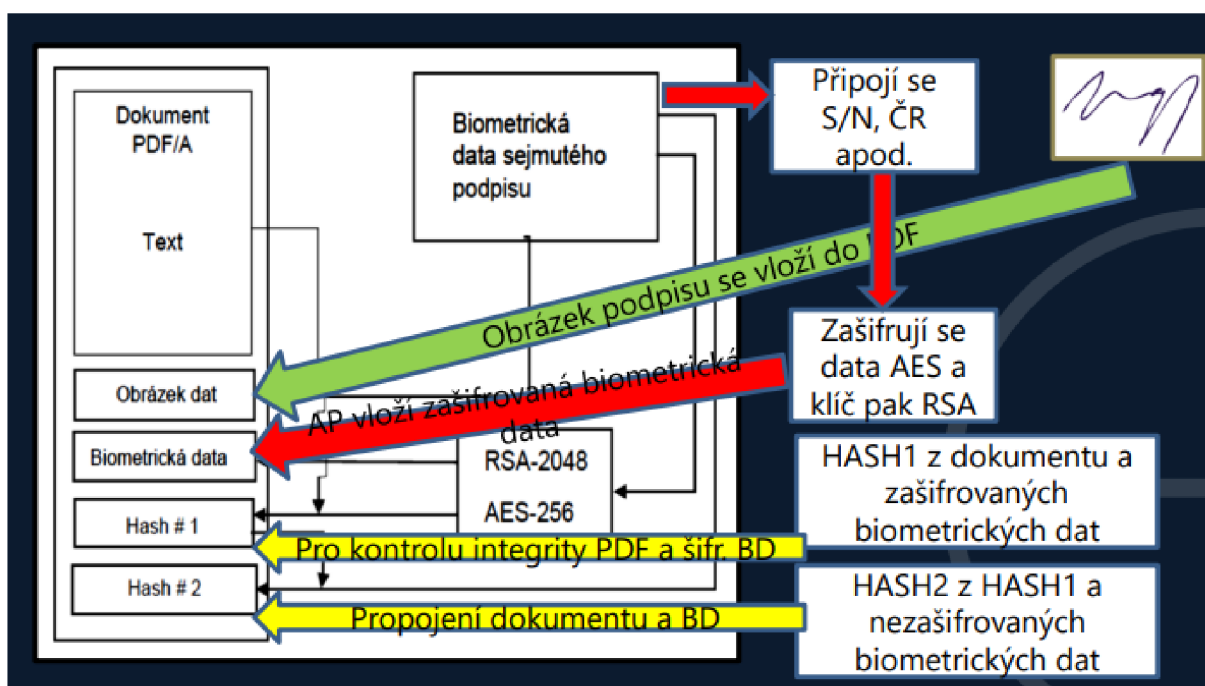 Dokument
PDF/A
Text
Obrázek dat
Biometrická data
Hash # 1
Hash # 2
Biometrická
data sejmutého
podpisu
RSA-2048
AES-256
Připojí se
S/N, ČR
apod.
Obrázek podpisu se vloží do PDF
Zašifrují se
data AES a
klíč pak RSA
AP vloží zašifrovaná biometrická
data
HASH1 z dokumentu a
zašifrovaných
biometrických dat
Pro kontrolu integrity PDF a šifr. BD
HASH2 z HASH1 a
nezašifrovaných
biometrických dat
Propojení dokumentu a BD